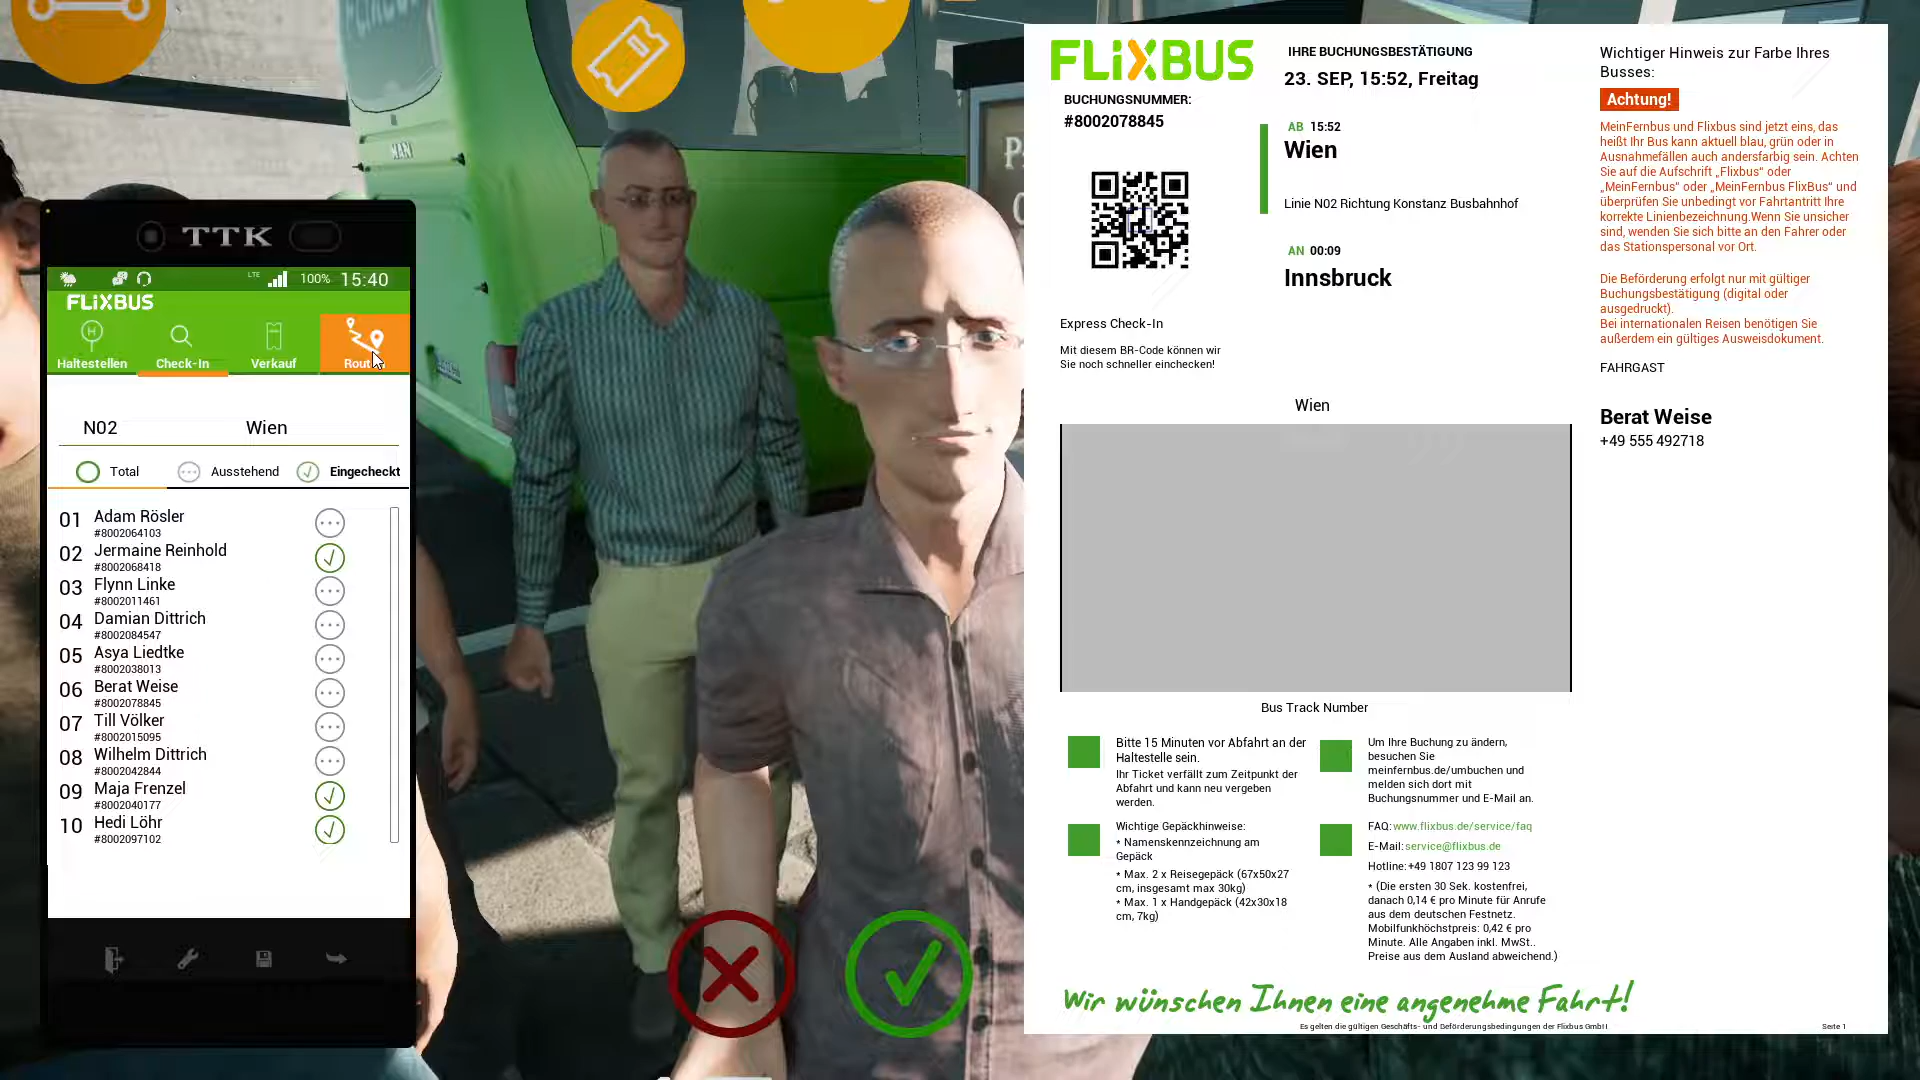 TTK
LTE 100% 15:40
FLiXBUS
Haltestellen Check-In Verkauf
N02 Wien
Total Ausstehend Eingecheckt
01 Adam Rösler
#8002064103
02 Jermaine Reinhold
#8002068418
03 Flynn Linke
#8002011461
04 Damian Dittrich
#8002084547
05 Asya Liedtke
#8002038013
06 Berat Weise
#8002078845
07 Till Völker
#8002015095
08 Wilhelm Dittrich
#8002042844
09 Maja Frenzel
#8002040177
10 Hedi Löhr
#8002097102
MAN
FLiXBUS
BUCHUNGSNUMMER:
#8002078845
Express Check-In
Mit diesem BR-Code können wir
Sie noch schneller einchecken!
IHRE BUCHUNGSBESTÄTIGUNG
23. SEP, 15:52, Freitag
AB 15:52
Wien
Linie N02 Richtung Konstanz Busbahnhof
AN 00:09
Innsbruck
Wien
Bus Track Number
Bitte 15 Minuten vor Abfahrt an der
Haltestelle sein.
Ihr Ticket verfällt zum Zeitpunkt der
Abfahrt und kann neu vergeben
werden.
Wichtige Gepäckhinweise:
* Namenskennzeichnung am
Gepäck
* Max. 2 x Reisegepäck (67x50x27
cm, insgesamt max 30kg)
* Max. 1 x Handgepäck (42x30x18
cm, 7kg)
Um Ihre Buchung zu ändern,
besuchen Sie
meinfernbus.de/umbuchen und
melden sich dort mit
Buchungsnummer und E-Mail an.
FAQ: www.flixbus.de/service/faq
E-Mail: service@flixbus.de
Hotline: +49 1807 123 99 123
* (Die ersten 30 Sek. kostenfrei,
danach 0,14 € pro Minute für Anrufe
aus dem deutschen Festnetz.
Mobilfunkhöchstpreis: 0,42 € pro
Minute. Alle Angaben inkl. MwSt..
Preise aus dem Ausland abweichend.)
Wichtiger Hinweis zur Farbe Ihres
Busses:
Achtung!
MeinFernbus und Flixbus sind jetzt eins, das
heißt Ihr Bus kann aktuell blau, grün oder in
Ausnahmefällen auch andersfarbig sein. Achten
Sie auf die Aufschrift „Flixbus“ oder
„MeinFernbus“ oder „MeinFernbus FlixBus“ und
überprüfen Sie unbedingt vor Fahrtantritt Ihre
korrekte Linienbezeichnung.Wenn Sie unsicher
sind, wenden Sie sich bitte an den Fahrer oder
das Stationspersonal vor Ort.
Die Beförderung erfolgt nur mit gültiger
Buchungsbestätigung (digital oder
ausgedruckt).
Bei internationalen Reisen benötigen Sie
außerdem ein gültiges Ausweisdokument.
FAHRGAST
Berat Weise
+49 555 492718
Wir wünschen Ihnen eine angenehme Fahrt!
Es gelten die gültigen Geschäfts- und Beförderungsbedingungen der Flixbus GmbH
Seite 1